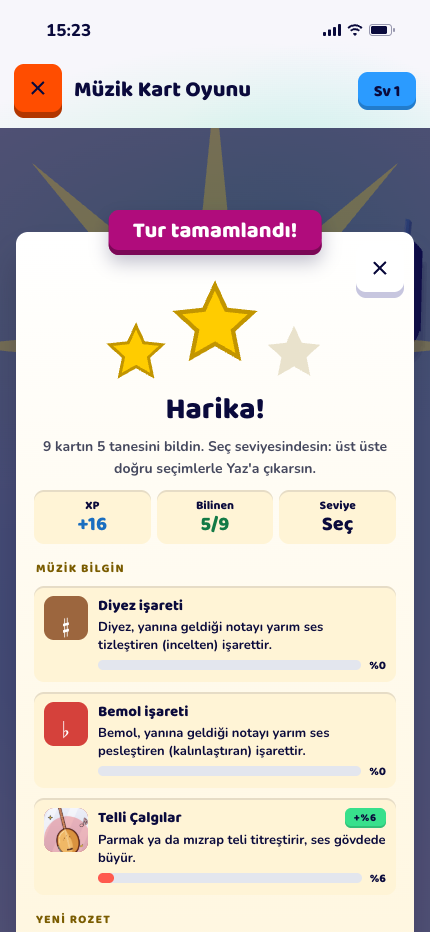 15:23
Müzik Kart Oyunu
Sv 1
Tur tamamlandı!
Harika!
9 kartın 5 tanesini bildin. Seç seviyesindesin: üst üste
doğru seçimlerle Yaz'a çıkarsın.
XP
+16
Bilinen
5/9
Seviye
Seç
MÜZİK BİLGİN
Diyez işareti
Diyez, yanına geldiği notayı yarım ses
tizleştiren (incelten) işarettir.
%0
Bemol işareti
Bemol, yanına geldiği notayı yarım ses
pesleştiren (kalınlaştıran) işarettir.
%0
Telli Çalgılar
+%6
Parmak ya da mızrap teli titreştirir, ses gövdede
büyür.
%6
YENİ ROZET